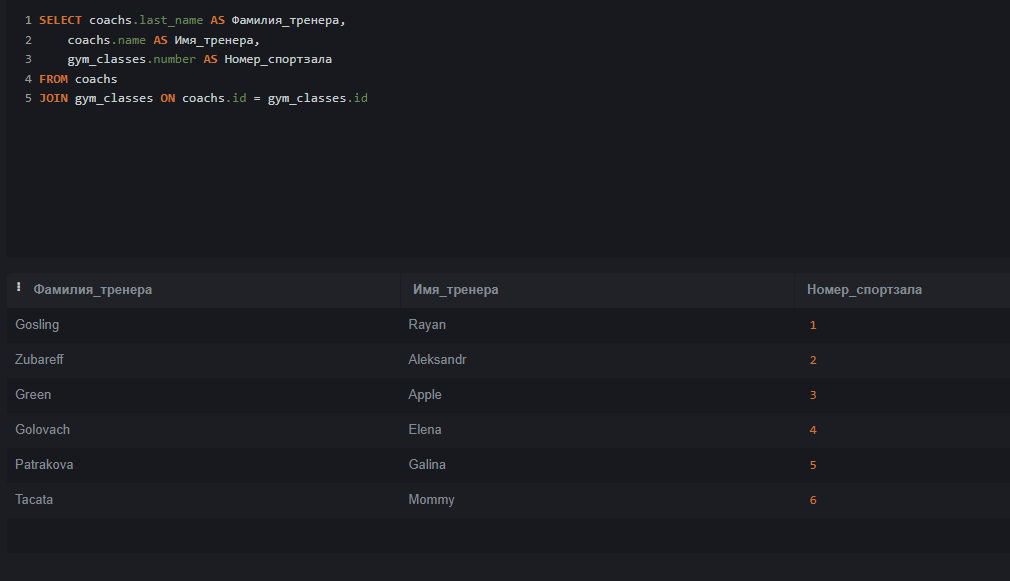 1 SELECT coachs.last_name AS Фамилия_тренера,
2 coachs.name AS Имя_тренера,
3 gym_classes.number AS Номер_спортзала
4 FROM coachs
5 JOIN gym_classes ON coachs.id = gym_classes.id
Фамилия_тренера Имя_тренера Номер_спортзала
Gosling Rayan 1
Zubareff Aleksandr 2
Green Apple 3
Golovach Elena 4
Patrakova Galina 5
Tacata Mommy 6